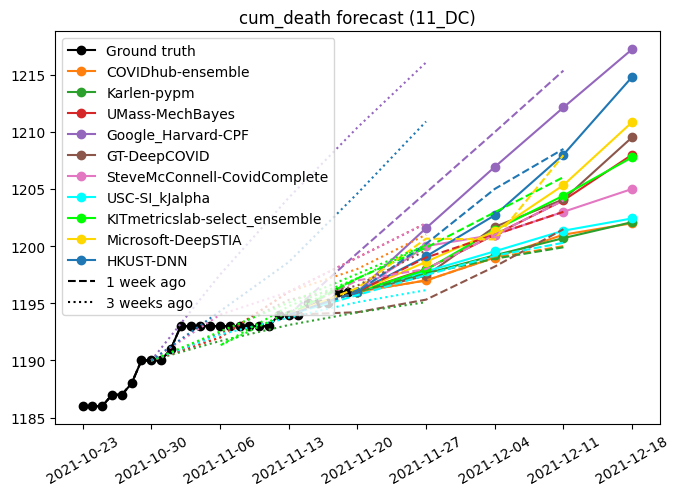 cum_death forecast (11_DC)
1215
1210
1205
1200
1195
1190
1185
Ground truth
COVIDhub-ensemble
Karlen-pypm
UMass-MechBayes
Google_Harvard-CPF
GT-DeepCOVID
SteveMcConnell-CovidComplete
USC-SI_kJalpha
KITmetricslab-select_ensemble
Microsoft-DeepSTIA
HKUST-DNN
1 week ago
3 weeks ago
2021-10-23
2021-10-30
2021-11-06
2021-11-13
2021-11-20
2021-11-27
2021-12-04
2021-12-11
2021-12-18